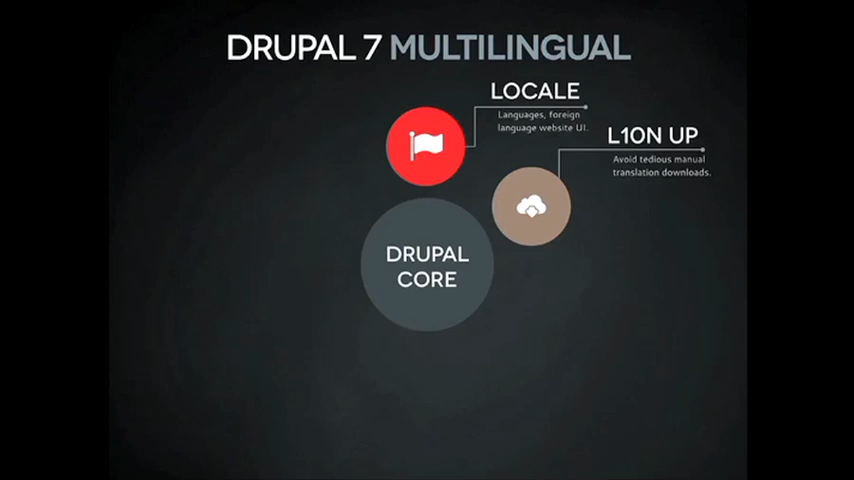 DRUPAL 7 MULTILINGUAL
LOCALE
Languages, foreign
language website UI.
L10N UP
Avoid tedious manual
translation downloads.
DRUPAL
CORE